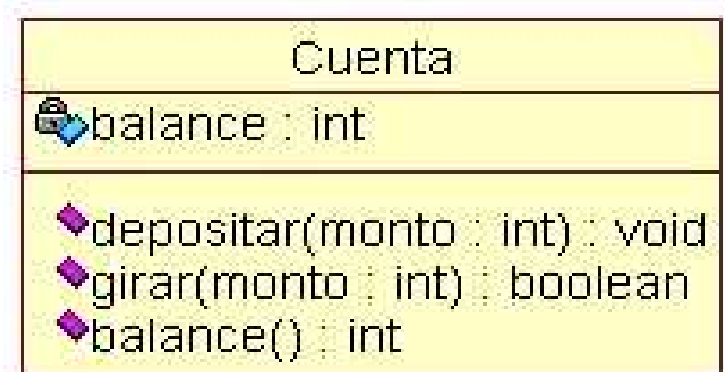 Cuenta
balance : int
depositar(monto : int) : void
girar(monto : int) : boolean
balance() : int